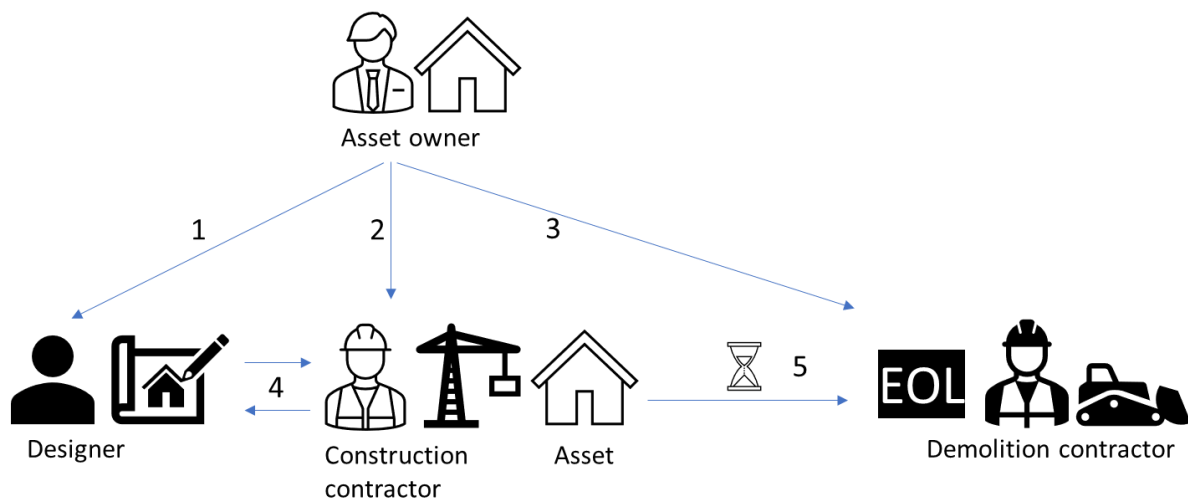 Asset owner
1
2
3
4
5
EOL
Designer
Construction
contractor
Asset
Demolition contractor